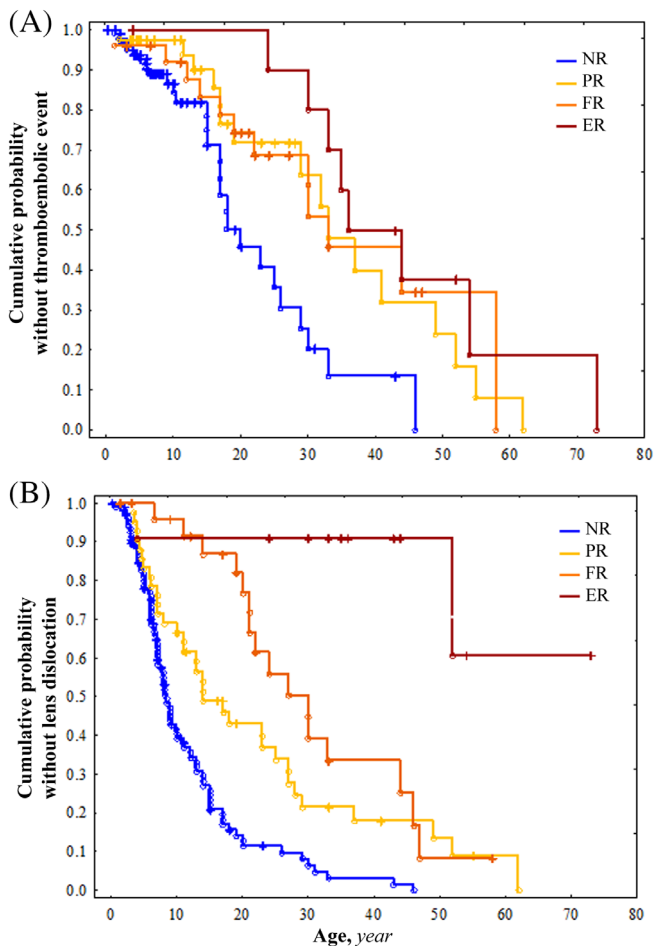 (A)
Cumulative probability
without thromboembolic event
1.0
0.9
0.8
0.7
0.6
0.5
0.4
0.3
0.2
0.1
0.0
NR
PR
FR
ER
0 10 20 30 40 50 60 70 80
(B)
Cumulative probability
without lens dislocation
1.0
0.9
0.8
0.7
0.6
0.5
0.4
0.3
0.2
0.1
0.0
NR
PR
FR
ER
0 10 20 30 40 50 60 70 80
Age, year